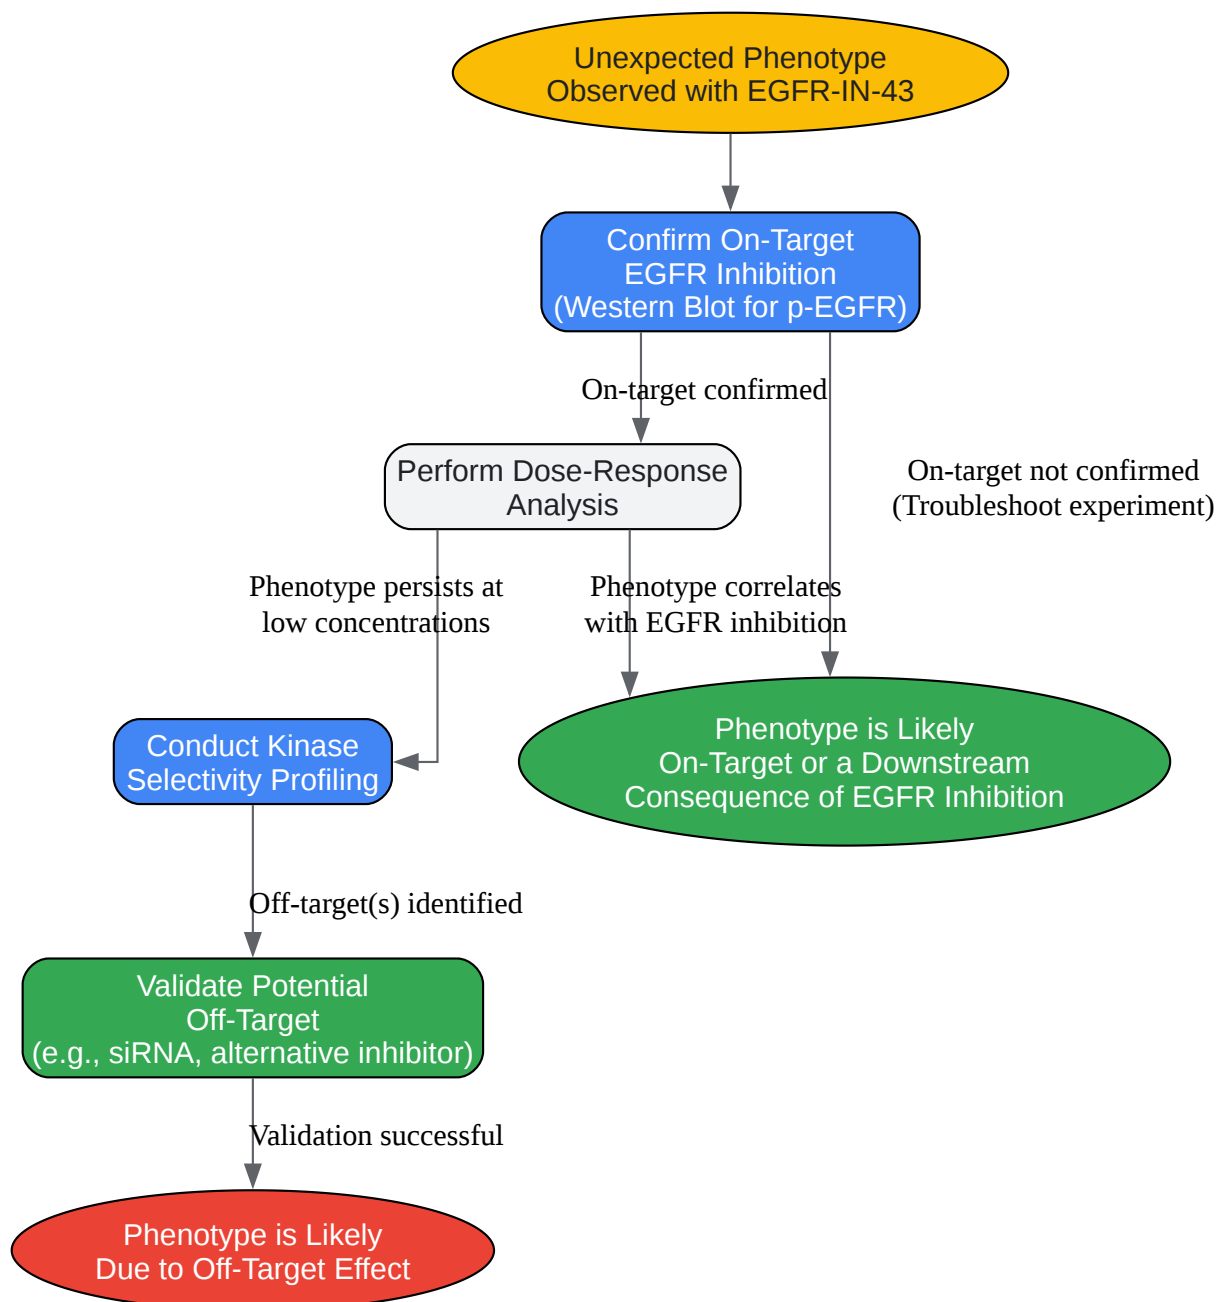 Unexpected Phenotype
Observed with EGFR-IN-43
Confirm On-Target
EGFR Inhibition
(Western Blot for p-EGFR)
On-target confirmed
On-target not confirmed
(Troubleshoot experiment)
Perform Dose-Response
Analysis
Phenotype persists at
low concentrations
Phenotype correlates
with EGFR inhibition
Conduct Kinase
Selectivity Profiling
Phenotype is Likely
On-Target or a Downstream
Consequence of EGFR Inhibition
Off-target(s) identified
Validate Potential
Off-Target
(e.g., siRNA, alternative inhibitor)
Validation successful
Phenotype is Likely
Due to Off-Target Effect